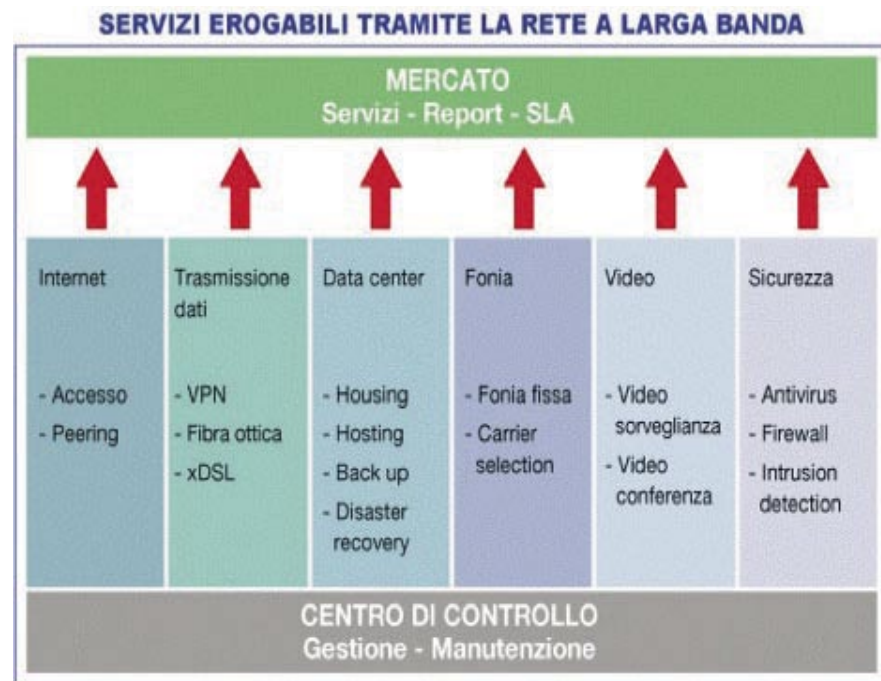 SERVIZI EROGABILI TRAMITE LA RETE A LARGA BANDA
MERCATO
Servizi - Report - SLA
Internet
- Accesso
- Peering
Trasmissione
dati
- VPN
- Fibra ottica
- xDSL
Data center
- Housing
- Hosting
- Back up
- Disaster
recovery
Fonia
- Fonia fissa
- Carrier
selection
Video
- Video
sorveglianza
- Video
conferenza
Sicurezza
- Antivirus
- Firewall
- Intrusion
detection
CENTRO DI CONTROLLO
Gestione - Manutenzione